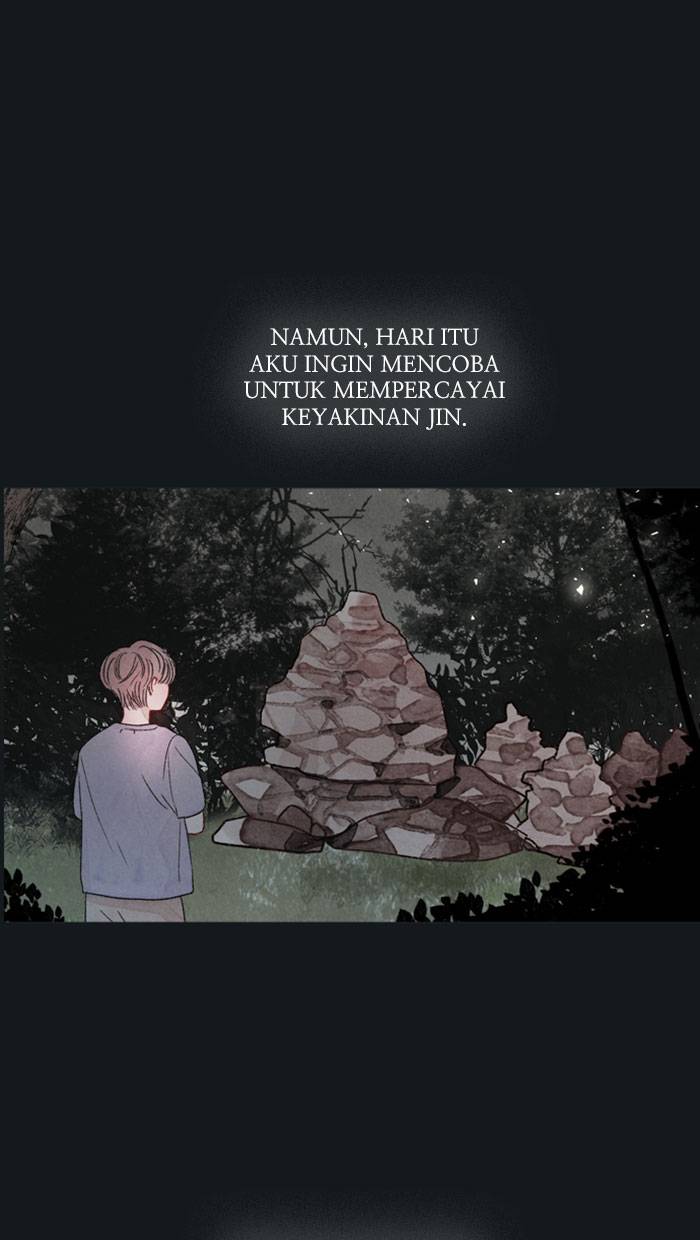 NAMUN, HARI ITU
AKU INGIN MENCOBA
UNTUK MEMPERCAYAI
KEYAKINAN JIN.